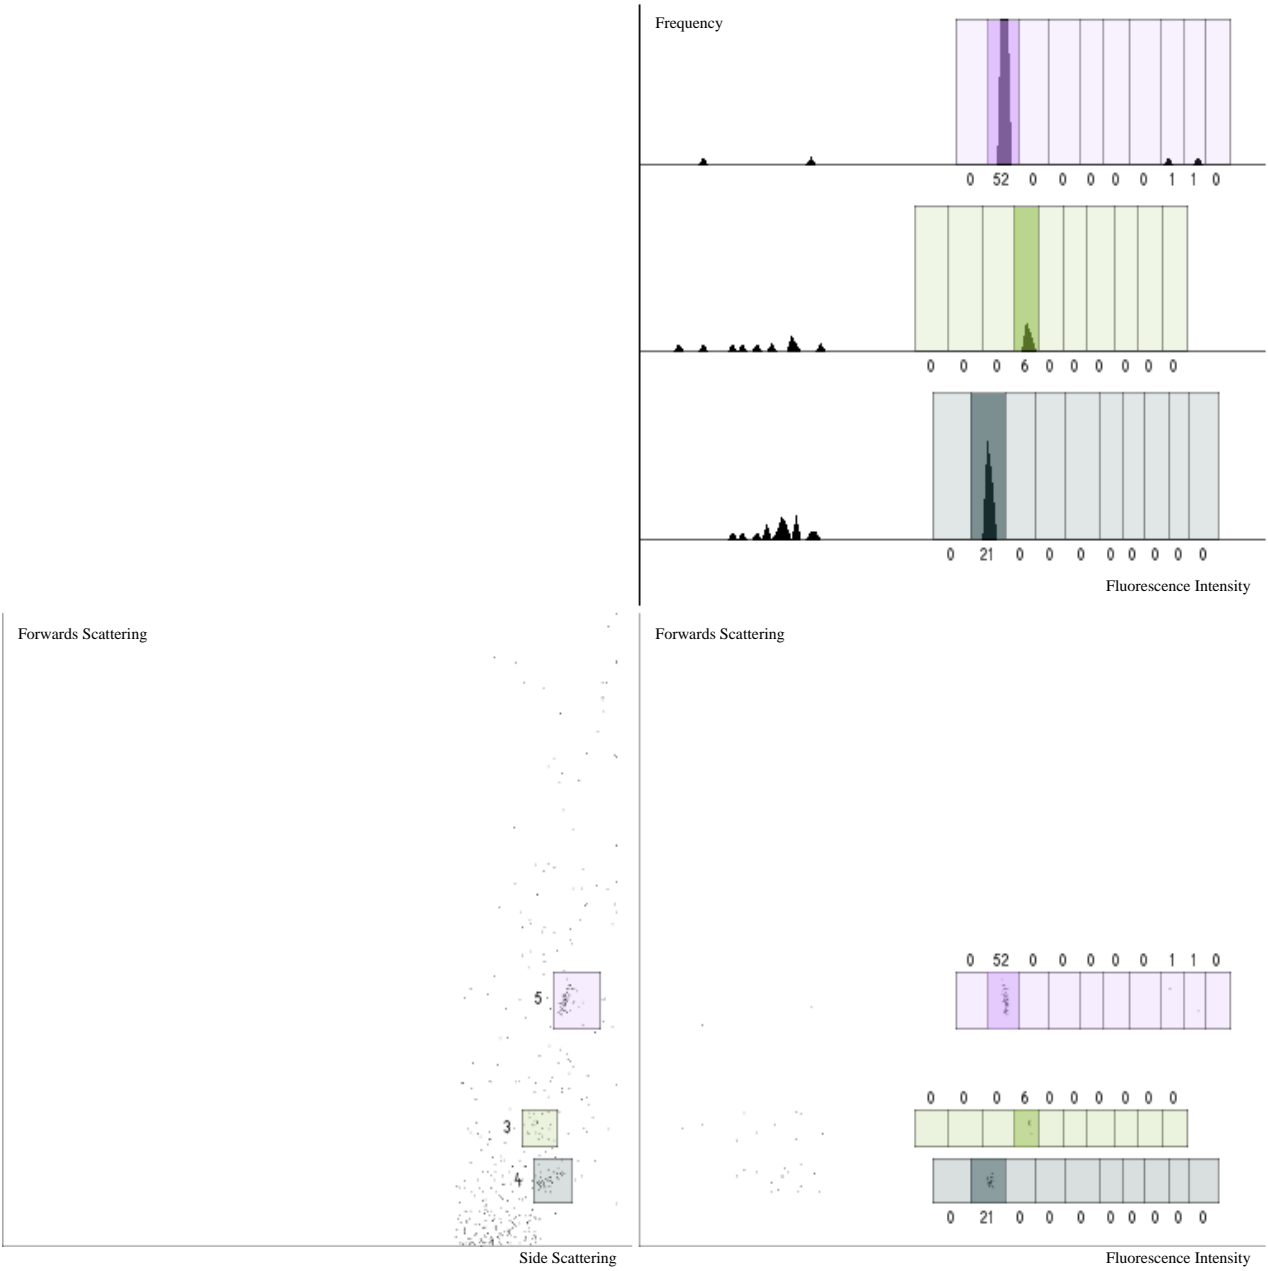 Frequency
0 52 0 0 0 0 0 1 1 0
0 0 0 6 0 0 0 0 0 0
0 21 0 0 0 0 0 0 0 0
Fluorescence Intensity
Forwards Scattering
5
3
4
Side Scattering
Forwards Scattering
0 52 0 0 0 0 0 1 1 0
0 0 0 6 0 0 0 0 0 0
0 21 0 0 0 0 0 0 0 0
Fluorescence Intensity